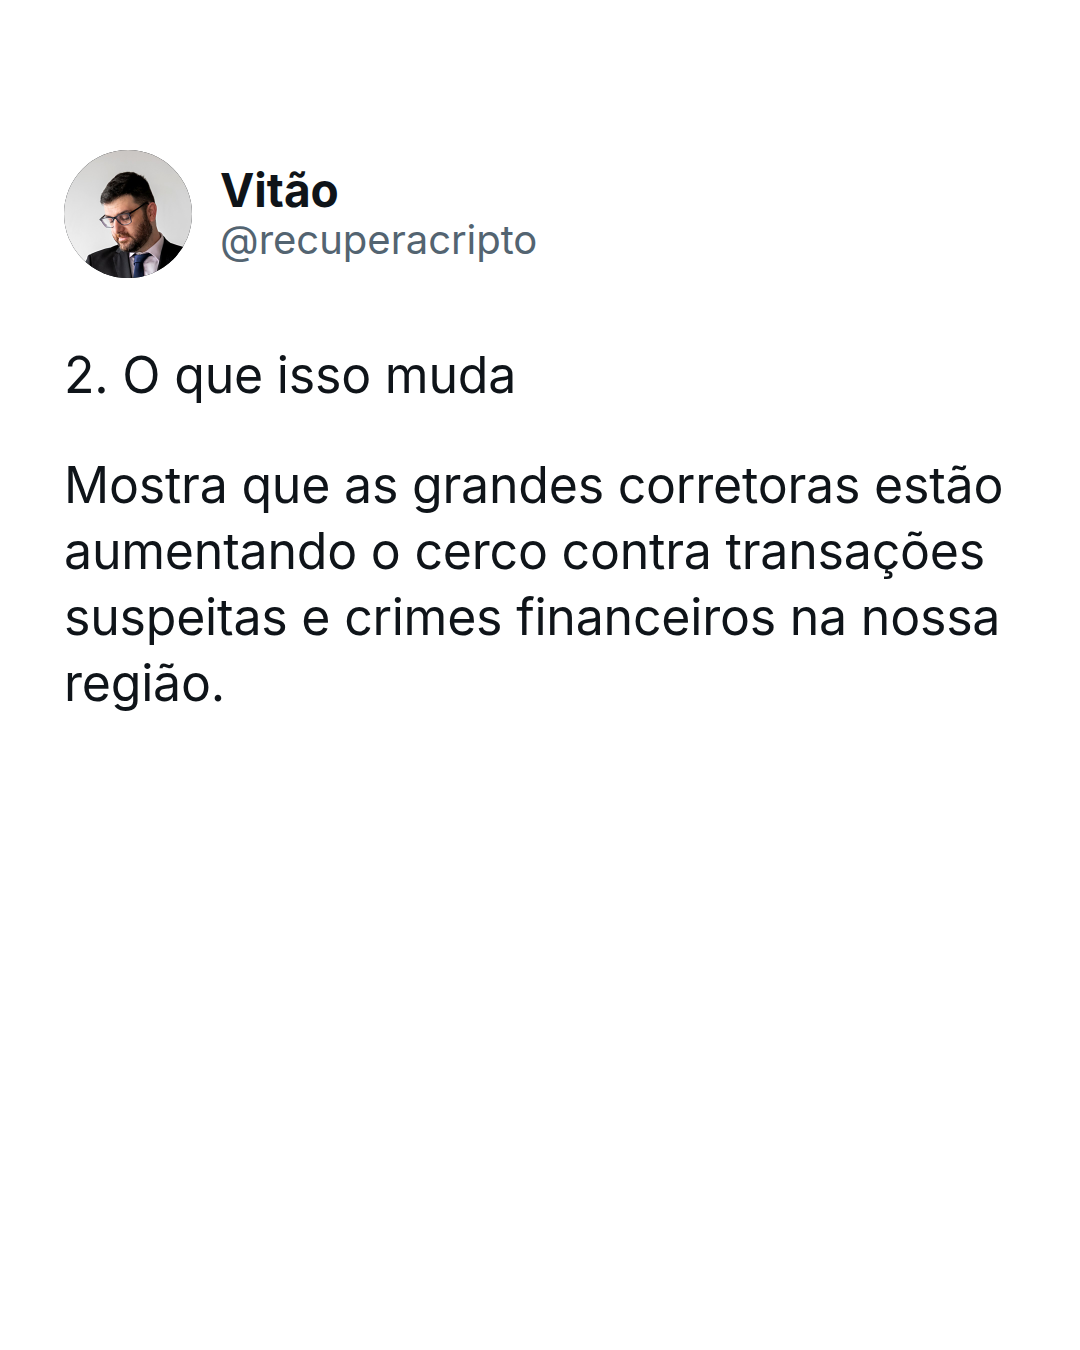 Vitão
@recuperacripto
2. O que isso muda
Mostra que as grandes corretoras estão
aumentando o cerco contra transações
suspeitas e crimes financeiros na nossa
região.